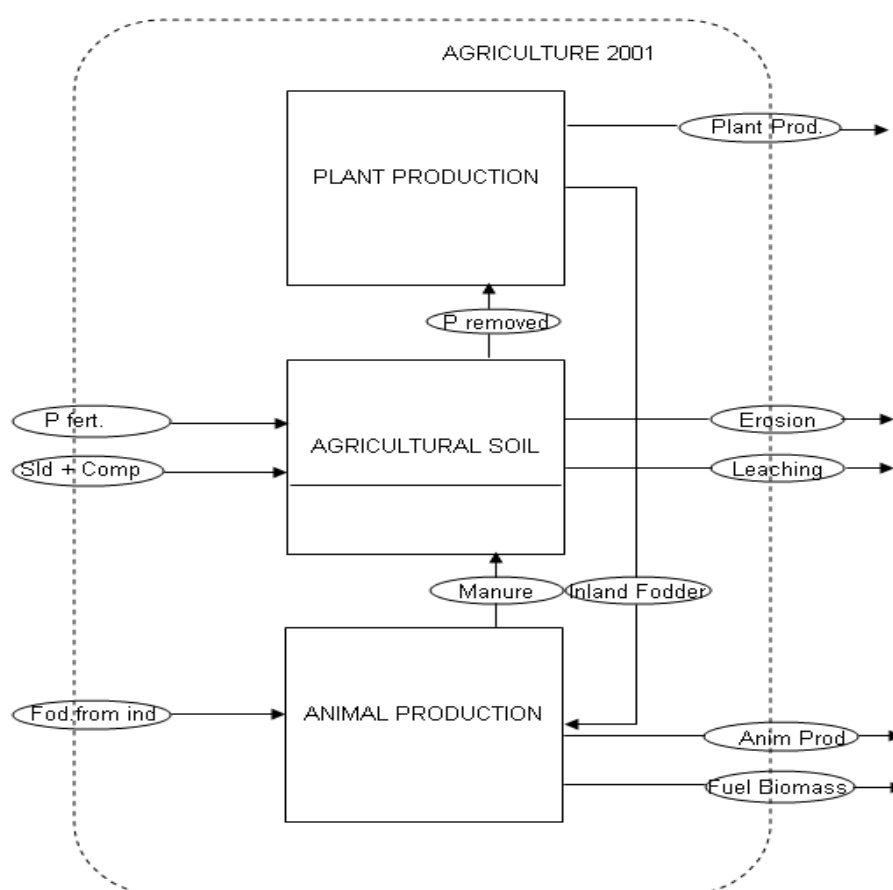 AGRICULTURE 2001
Plant Prod.
PLANT PRODUCTION
P removed
P fert.
Erosion
AGRICULTURAL SOIL
Sld + Comp
Leaching
Manure
Inland Fodder
Fod.from ind
ANIMAL PRODUCTION
Anim Prod
Fuel Biomass